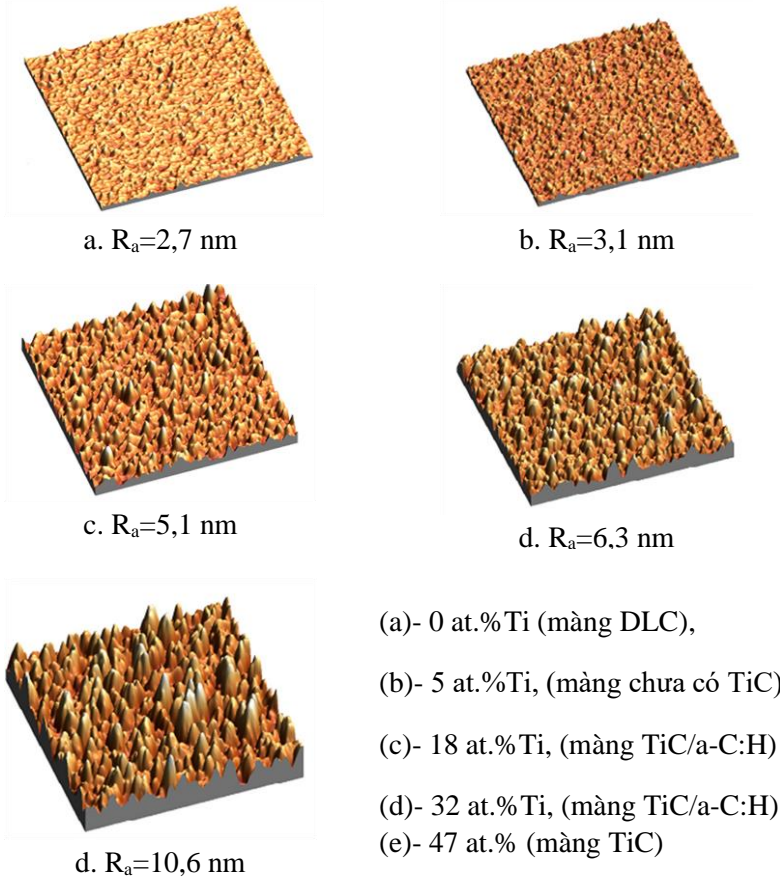 a. Rₐ=2,7 nm
b. Rₐ=3,1 nm
c. Rₐ=5,1 nm
d. Rₐ=6,3 nm
(a)- 0 at.%Ti (màng DLC),
(b)- 5 at.%Ti, (màng chưa có TiC)
(c)- 18 at.%Ti, (màng TiC/a-C:H)
(d)- 32 at.%Ti, (màng TiC/a-C:H)
(e)- 47 at.% (màng TiC)
d. Rₐ=10,6 nm